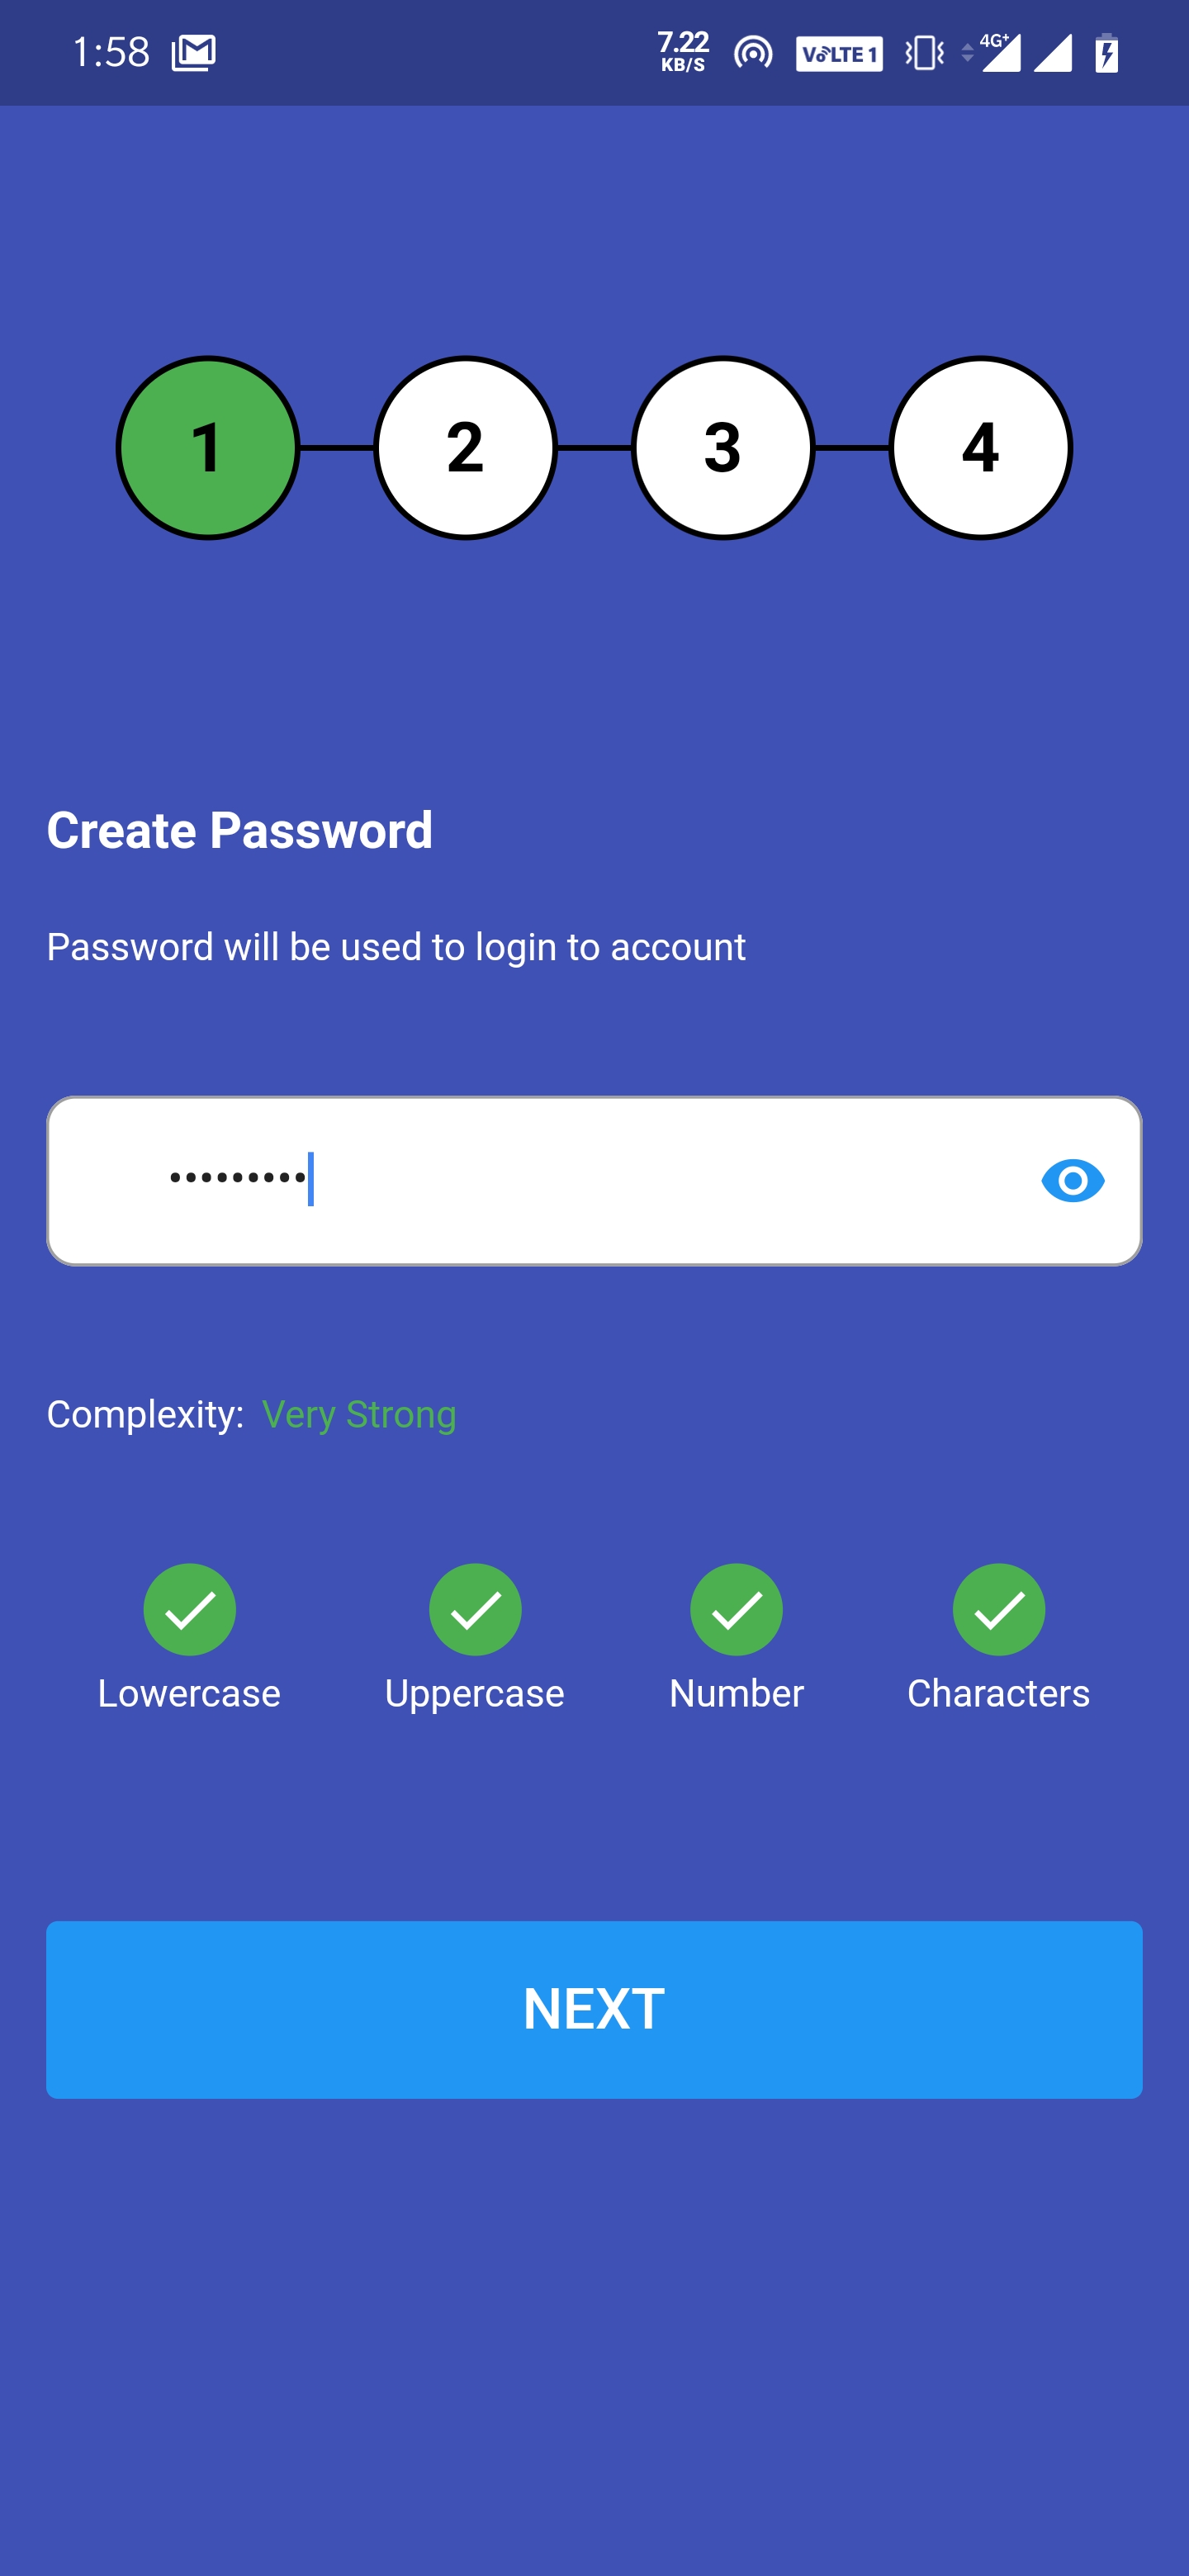 1:58
7.22
KB/S
VoLTE 1
4G+
1 2 3 4
Create Password
Password will be used to login to account
•••••••••
Complexity: Very Strong
Lowercase Uppercase Number Characters
NEXT